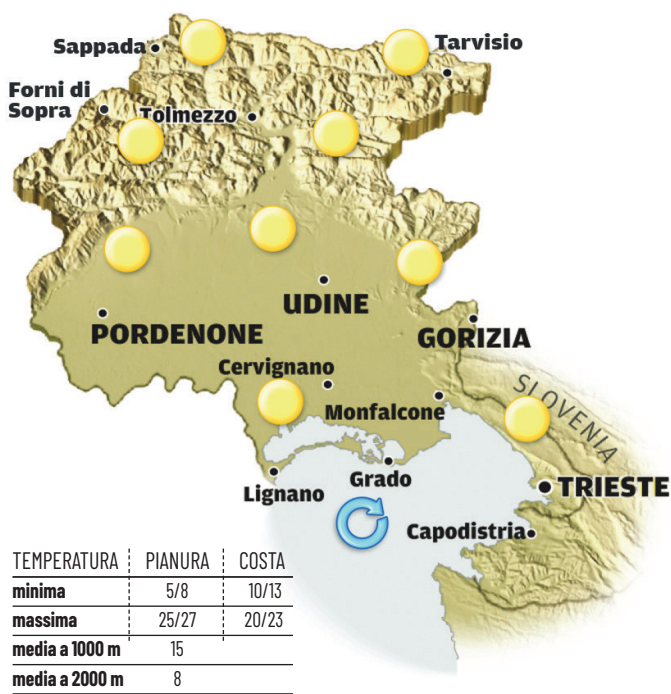 Sappada
Tarvisio
Forni di
Sopra
Tolmezzo
UDINE
PORDENONE
GORIZIA
Cervignano
SLOVENIA
Monfalcone
Grado
Lignano
TRIESTE
Capodistria
TEMPERATURA PIANURA COSTA
minima 5/8 10/13
massima 25/27 20/23
media a 1000 m 15
media a 2000 m 8